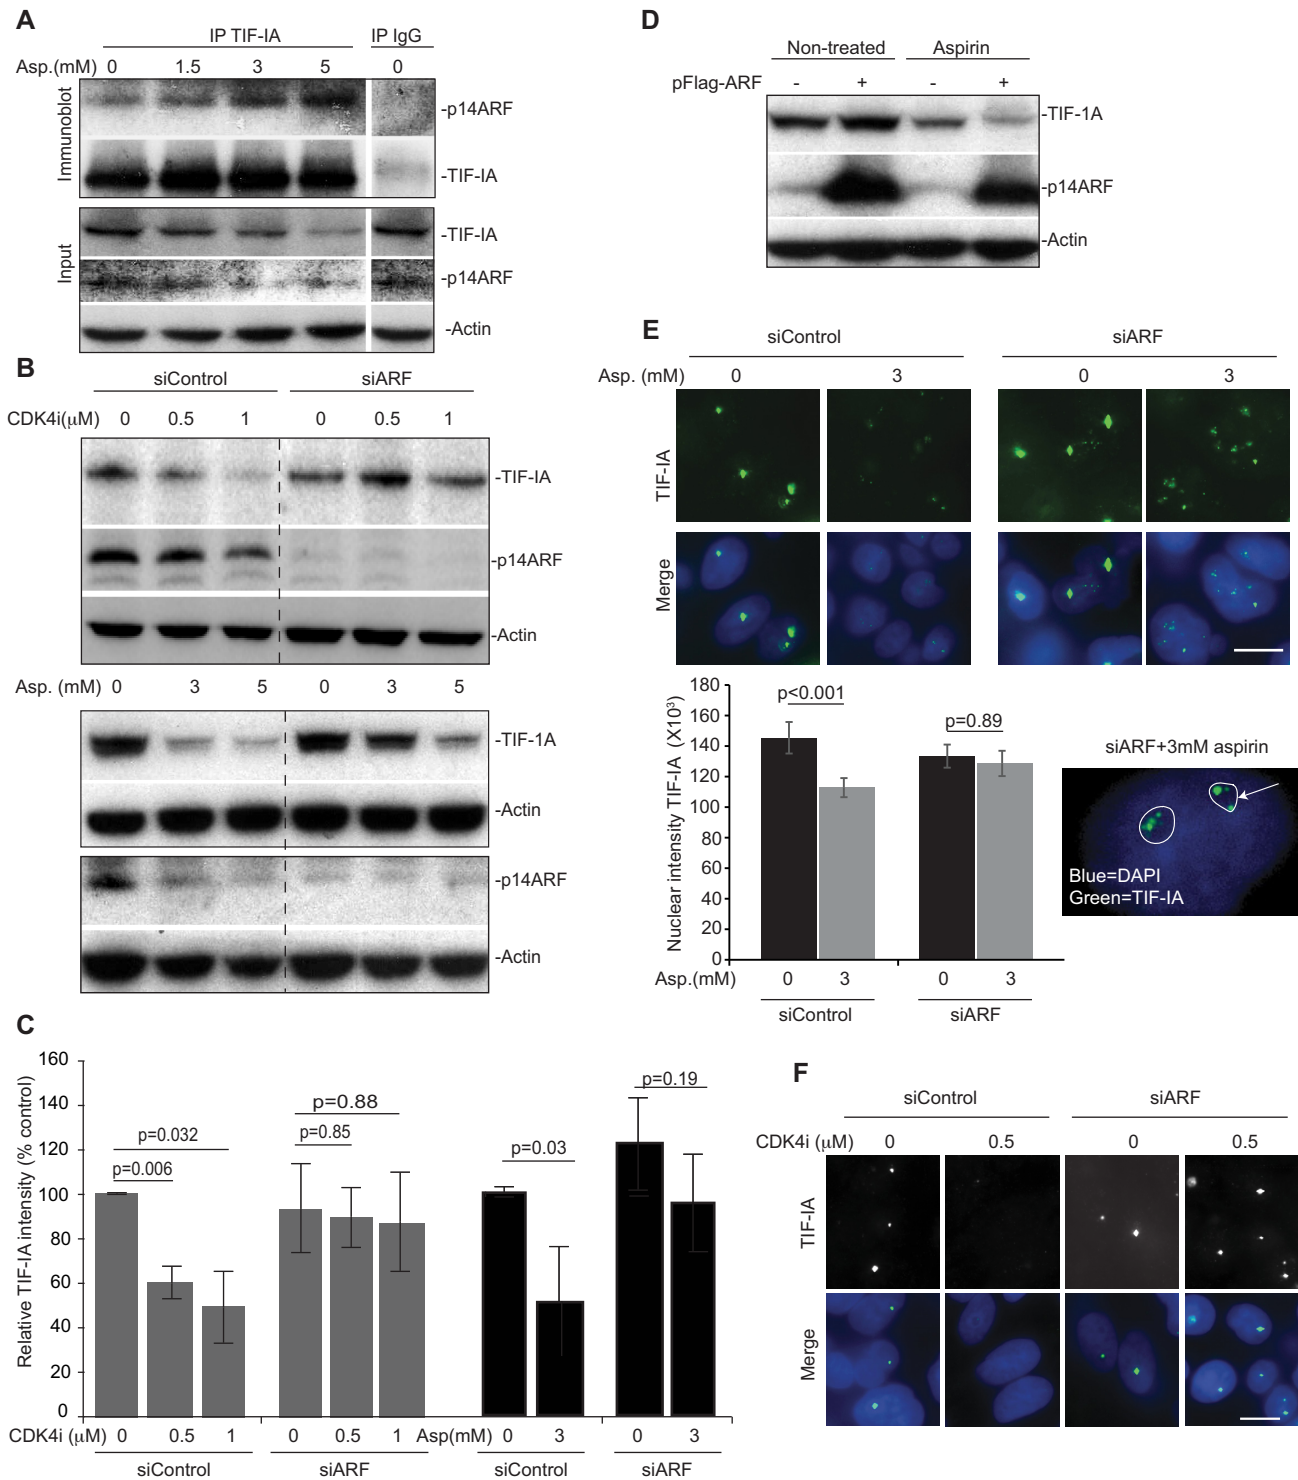 A
IP TIF-IA
IP IgG
Asp.(mM) 0 1.5 3 5 0
Immunoblot
-p14ARF
-TIF-IA
Input
-TIF-IA
-p14ARF
-Actin
B
siControl siARF
CDK4i(μM) 0 0.5 1 0 0.5 1
-TIF-IA
-p14ARF
-Actin
Asp. (mM) 0 3 5 0 3 5
-TIF-1A
-Actin
-p14ARF
-Actin
C
Relative TIF-IA intensity (% control)
160
140
120
100
80
60
40
20
0
p=0.032
p=0.006
p=0.88
p=0.85
p=0.03
p=0.19
CDK4i (μM) 0 0.5 1 0 0.5 1 Asp(mM) 0 3 0 3
siControl siARF siControl siARF
D
Non-treated Aspirin
pFlag-ARF - + - +
-TIF-1A
-p14ARF
-Actin
E
siControl siARF
Asp. (mM) 0 3 0 3
TIF-IA
Merge
Nuclear intensity TIF-IA (X10³)
180
160
140
120
100
80
60
40
20
0
p<0.001
p=0.89
Asp.(mM) 0 3 0 3
siControl siARF
siARF+3mM aspirin
Blue=DAPI
Green=TIF-IA
F
siControl siARF
CDK4i (μM) 0 0.5 0 0.5
TIF-IA
Merge